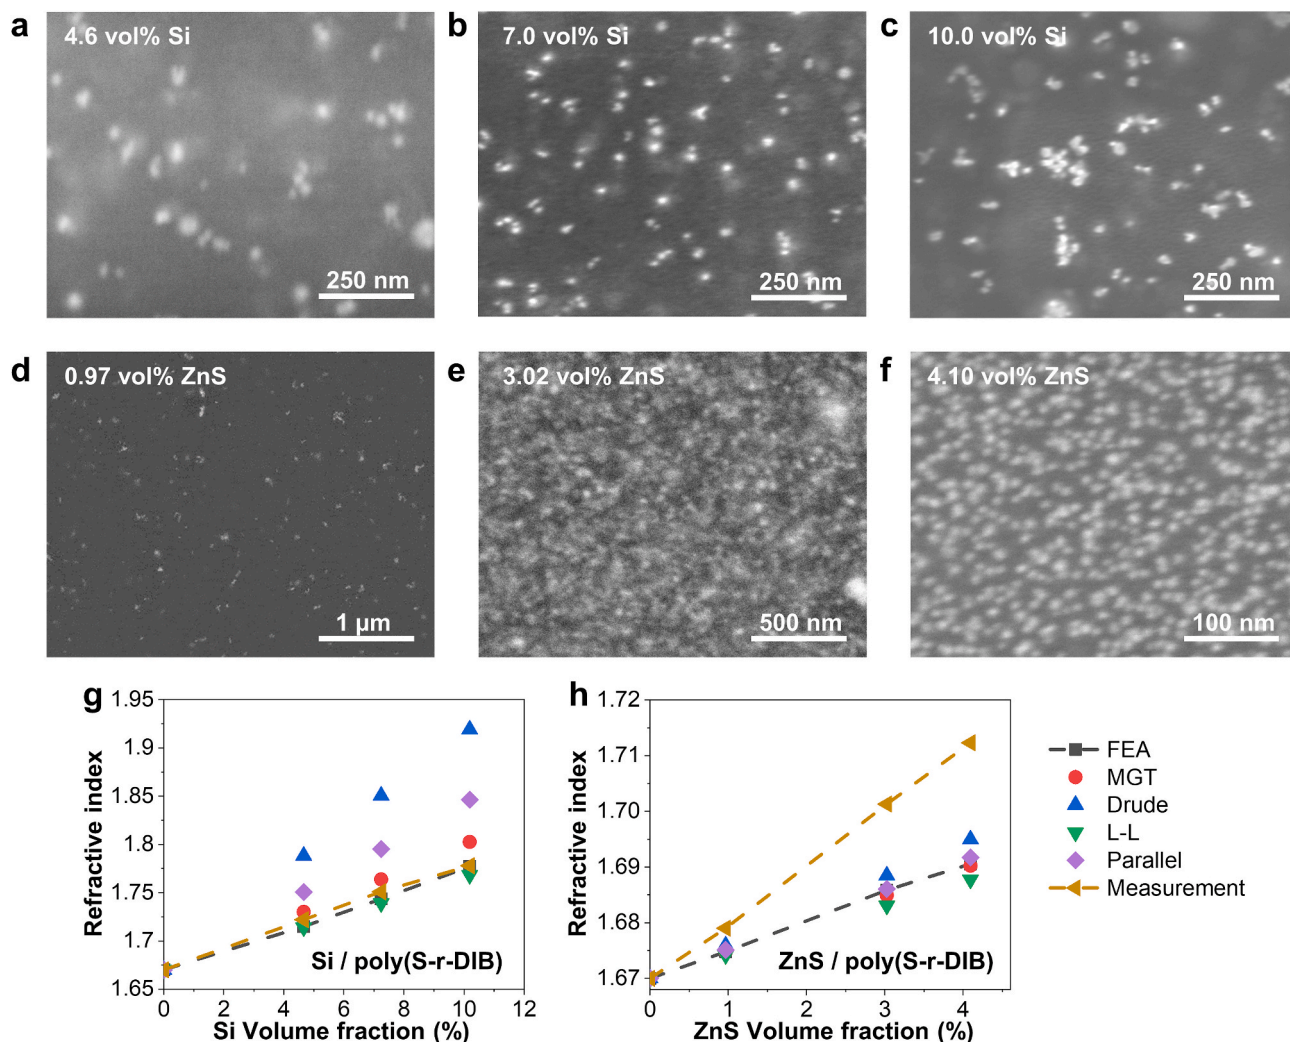 a
4.6 vol% Si
250 nm
b
7.0 vol% Si
250 nm
c
10.0 vol% Si
250 nm
d
0.97 vol% ZnS
1 µm
e
3.02 vol% ZnS
500 nm
f
4.10 vol% ZnS
100 nm
g
Refractive index
1.95
1.9
1.85
1.8
1.75
1.7
1.65
Si / poly(S-r-DIB)
0 2 4 6 8 10 12
Si Volume fraction (%)
h
Refractive index
1.72
1.71
1.70
1.69
1.68
1.67
ZnS / poly(S-r-DIB)
0 1 2 3 4
ZnS Volume fraction (%)
FEA
MGT
Drude
L-L
Parallel
Measurement